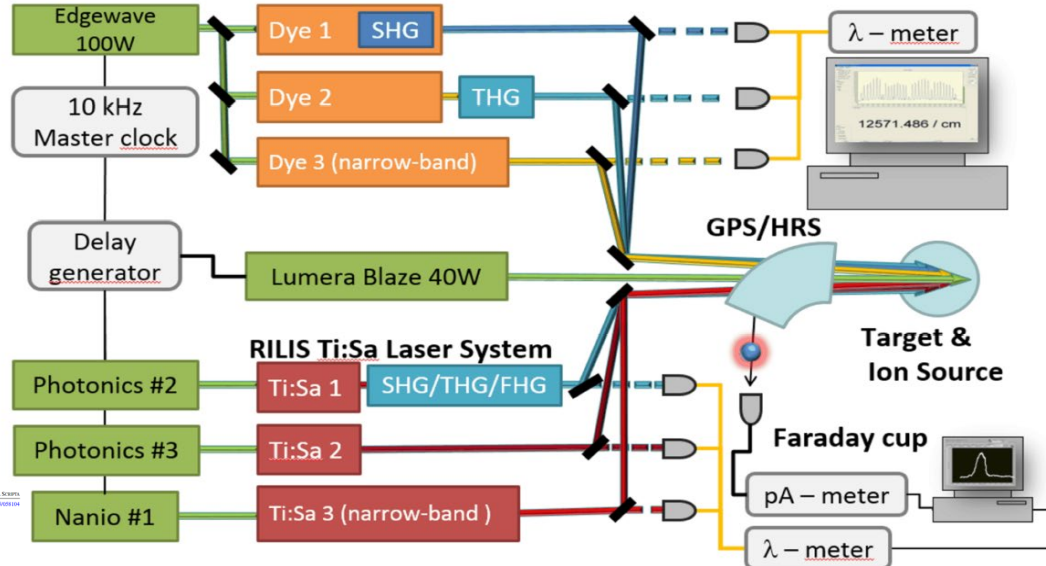 Edgewave
100W
Dye 1
SHG
λ – meter
10 kHz
Master clock
Dye 2
THG
12571.486 / cm
Dye 3 (narrow-band)
GPS/HRS
Delay
generator
Lumera Blaze 40W
Target &
Ion Source
RILIS Ti:Sa Laser System
Photonics #2
Ti:Sa 1
SHG/THG/FHG
Photonics #3
Ti:Sa 2
Faraday cup
pA – meter
Nanio #1
Ti:Sa 3 (narrow-band )
λ – meter